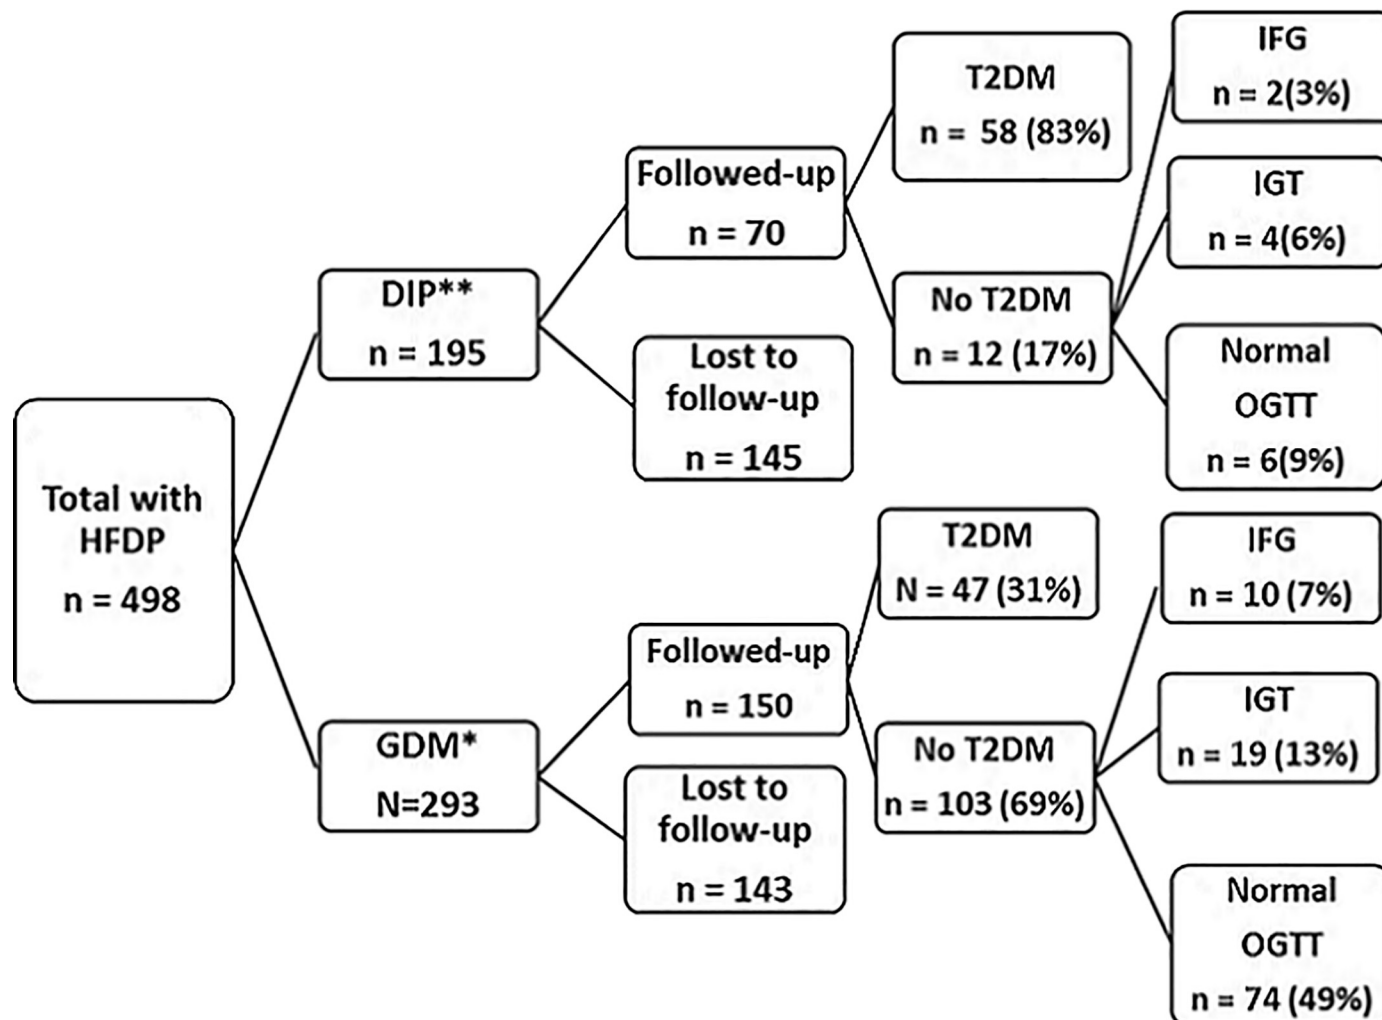 Total with
HFDP
n = 498
DIP**
n = 195
Followed-up
n = 70
T2DM
n = 58 (83%)
No T2DM
n = 12 (17%)
IFG
n = 2(3%)
IGT
n = 4(6%)
Normal
OGTT
n = 6(9%)
Lost to
follow-up
n = 145
GDM*
N=293
Followed-up
n = 150
T2DM
N = 47 (31%)
No T2DM
n = 103 (69%)
IFG
n = 10 (7%)
IGT
n = 19 (13%)
Normal
OGTT
n = 74 (49%)
Lost to
follow-up
n = 143